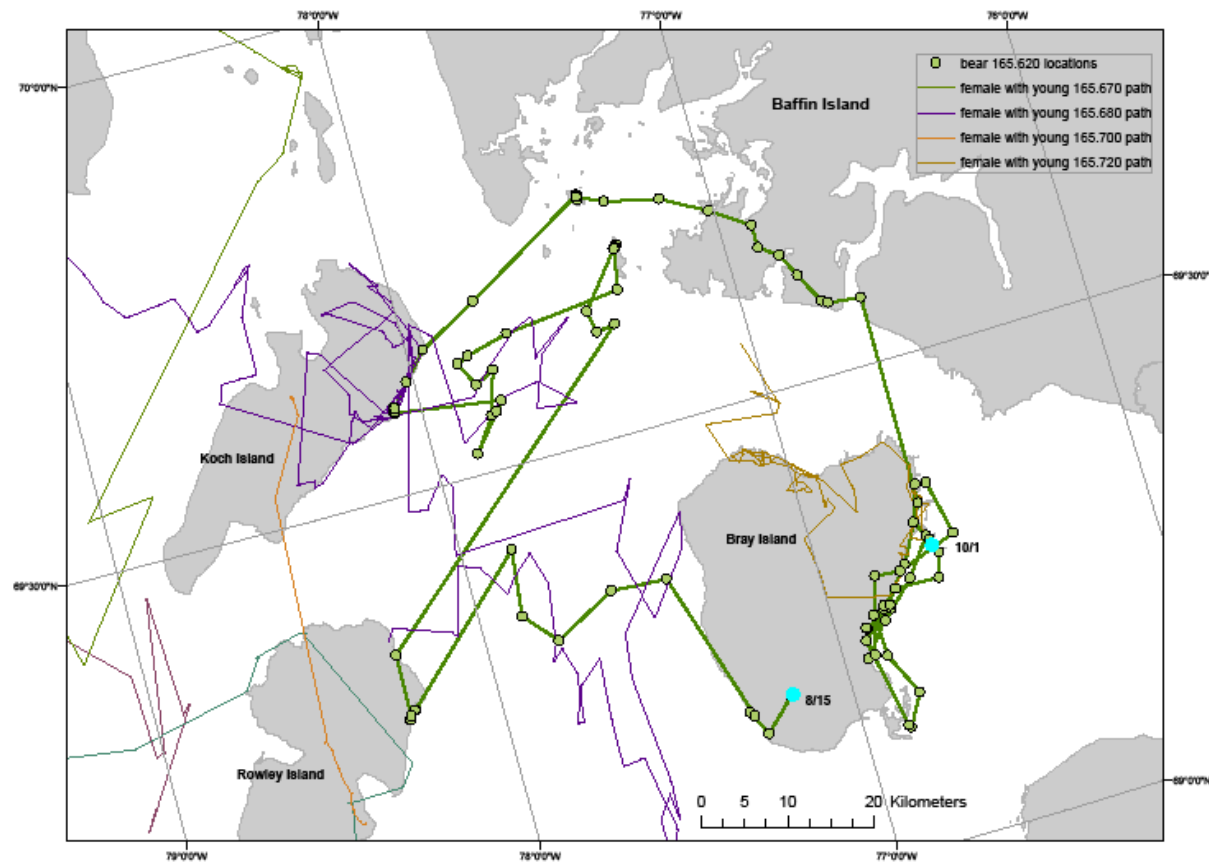 78°0'0"W
77°0'0"W
76°0'0"W
70°0'0"N
Baffin Island
bear 165.620 locations
female with young 165.670 path
female with young 165.680 path
female with young 165.700 path
female with young 165.720 path
69°30'0"N
Koch Island
Bray Island
10/1
69°30'0"N
8/15
Rowley Island
69°0'0"N
0 5 10 20 Kilometers
79°0'0"W
78°0'0"W
77°0'0"W